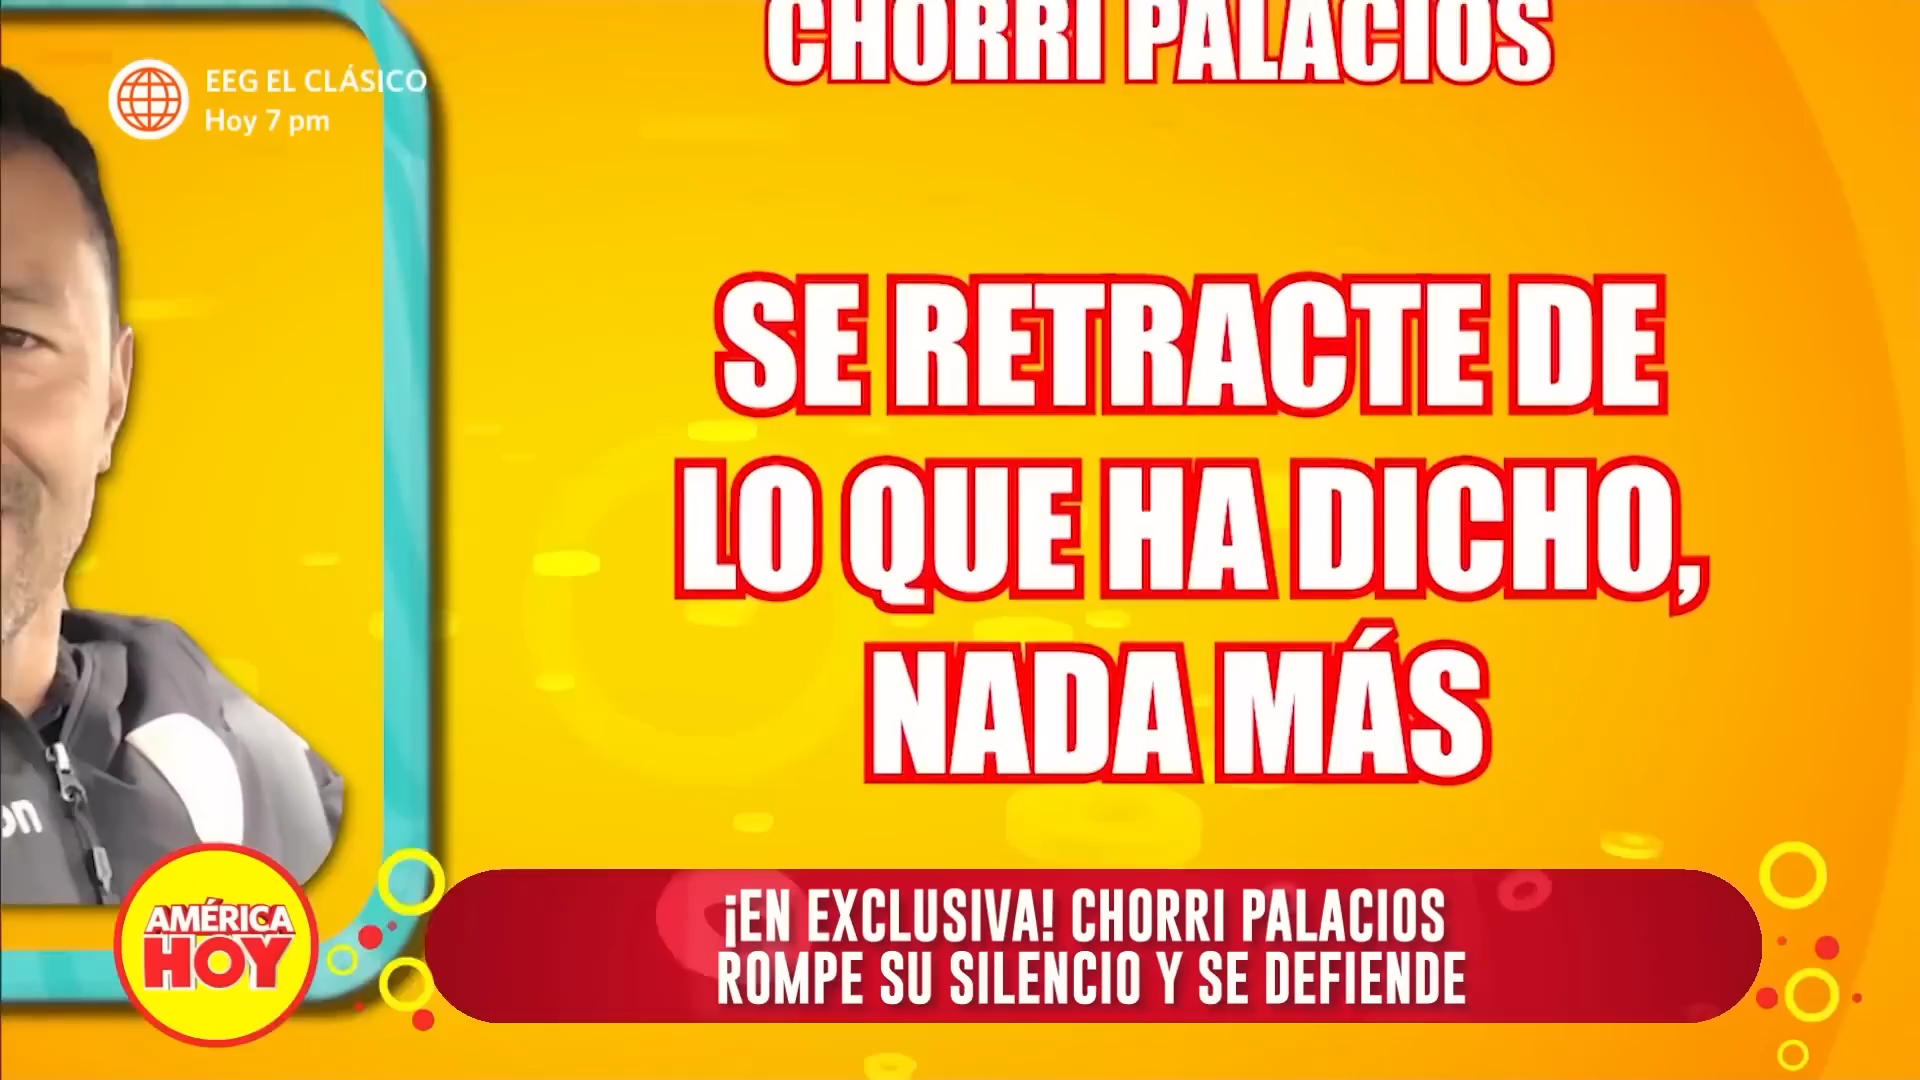 CHORRI PALACIOS
EEG EL CLÁSICO
Hoy 7 pm
SE RETRACTE DE
LO QUE HA DICHO,
NADA MÁS
on
AMÉRICA
HOY
¡EN EXCLUSIVA! CHORRI PALACIOS
ROMPE SU SILENCIO Y SE DEFIENDE